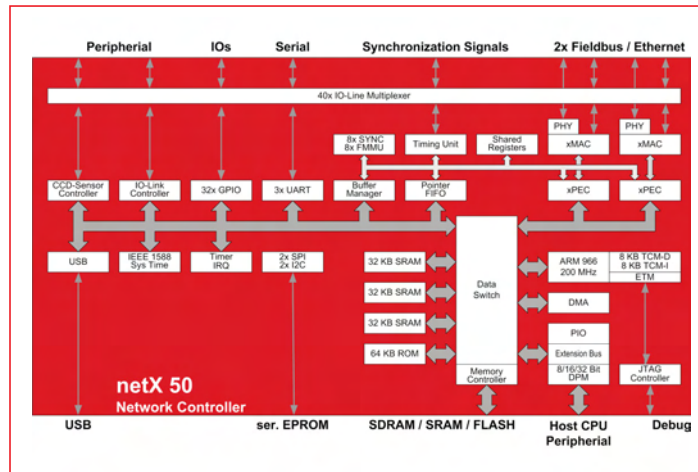 Peripheral IOs Serial Synchronization Signals 2x Fieldbus / Ethernet
40x IO-Line Multiplexer
PHY PHY
8x SYNC
8x FMMU
Timing Unit
Shared
Registers
xMAC xMAC
CCD-Sensor
Controller
IO-Link
Controller
32x GPIO
3x UART
Buffer
Manager
Pointer
FIFO
xPEC xPEC
USB
IEEE 1588
Sys Time
Timer
IRQ
2x SPI
2x I2C
32 KB SRAM
32 KB SRAM
32 KB SRAM
64 KB ROM
Data
Switch
Memory
Controller
ARM 966
200 MHz
8 KB TCM-D
8 KB TCM-I
ETM
DMA
PIO
Extension Bus
8/16/32 Bit
DPM
JTAG
Controller
netX 50
Network Controller
USB ser. EPROM SDRAM / SRAM / FLASH Host CPU Debug
Peripherial